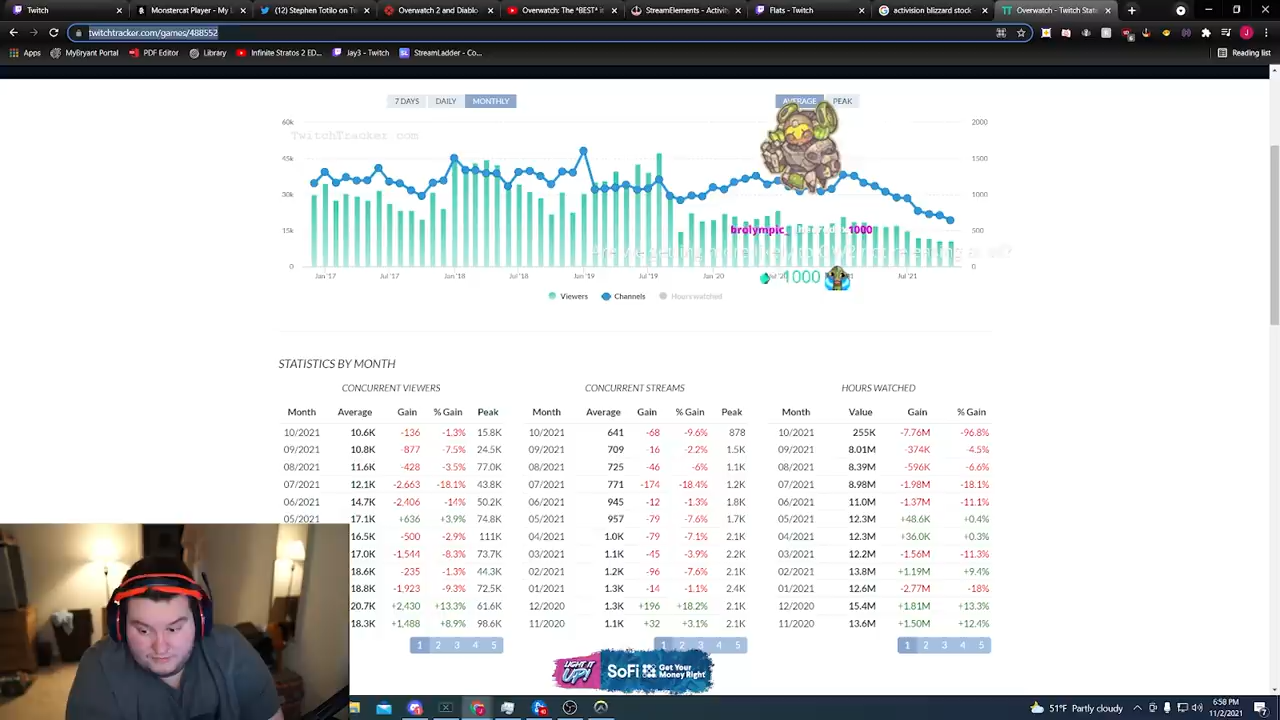 Twitch
Monstercat Player - My L
(12) Stephen Totilo on Tw
Overwatch 2 and Diablo
Overwatch: The *BEST* it
StreamElements - Activit
Flats - Twitch
activision blizzard stock
Overwatch - Twitch Statis
twitchtracker.com/games/488552
Apps
MyBryant Portal
PDF Editor
Library
Infinite Stratos 2 ED...
Jay3 - Twitch
StreamLadder - Co...
Reading list
7 DAYS DAILY MONTHLY
AVERAGE PEAK
TwitchTracker.com
60k 2000
45k 1500
30k 1000
15k 500
0 0
brolympic_ 1000
Jan '17 Jul '17 Jan '18 Jul '18 Jan '19 Jul '19 Jan '20 Jul '21
1000
Viewers Channels Hours watched
STATISTICS BY MONTH
CONCURRENT VIEWERS CONCURRENT STREAMS HOURS WATCHED
Month Average Gain % Gain Peak Month Average Gain % Gain Peak Month Value Gain % Gain
10/2021 10.6K -136 -1.3% 15.8K 10/2021 641 -68 -9.6% 878 10/2021 255K -7.76M -96.8%
09/2021 10.8K -877 -7.5% 24.5K 09/2021 709 -16 -2.2% 1.5K 09/2021 8.01M -374K -4.5%
08/2021 11.6K -428 -3.5% 77.0K 08/2021 725 -46 -6% 1.1K 08/2021 8.39M -596K -6.6%
07/2021 12.1K -2,663 -18.1% 43.8K 07/2021 771 -174 -18.4% 1.2K 07/2021 8.98M -1.98M -18.1%
06/2021 14.7K -2,406 -14% 50.2K 06/2021 945 -12 -1.3% 1.8K 06/2021 11.0M -1.37M -11.1%
05/2021 17.1K +636 +3.9% 74.8K 05/2021 957 -79 -7.6% 1.7K 05/2021 12.3M +48.6K +0.4%
16.5K -500 -2.9% 111K 04/2021 1.0K -79 -7.1% 2.1K 04/2021 12.3M +36.0K +0.3%
17.0K -1,544 -8.3% 73.7K 03/2021 1.1K -45 -3.9% 2.2K 03/2021 12.2M -1.56M -11.3%
18.6K -235 -1.3% 44.3K 02/2021 1.2K -96 -7.6% 2.1K 02/2021 13.8M +1.19M +9.4%
18.8K -1,923 -9.3% 72.5K 01/2021 1.3K -14 -1.1% 2.4K 01/2021 12.6M -2.77M -18%
20.7K +2,430 +13.3% 61.6K 12/2020 1.3K +196 +18.2% 2.1K 12/2020 15.4M +1.81M +13.3%
18.3K +1,488 +8.9% 98.6K 11/2020 1.1K +32 +3.1% 2.1K 11/2020 13.6M +1.50M +12.4%
1 2 3 4 5 1 2 3 4 5 1 2 3 4 5
LIGHT IT UP! SoFi Get Your Money Right
51°F Partly cloudy
6:58 PM
11/2/2021